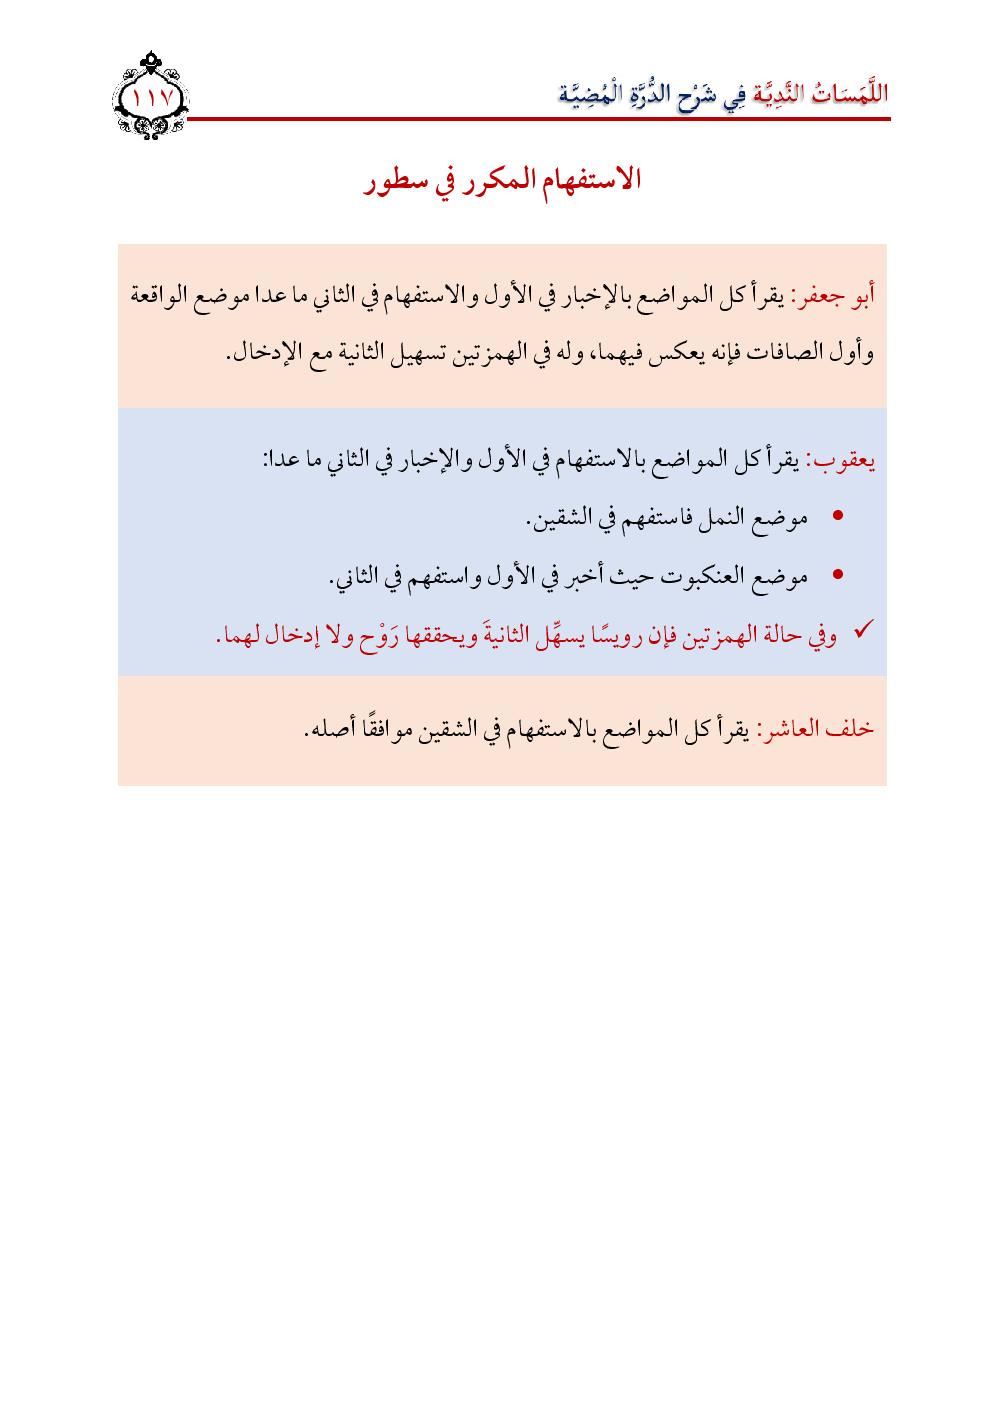 اللَّمَسَاتُ النَّدِيَّة فِي شَرْح الدُّرَّةِ الْمُضِيَّة
١١٧
الاستفهام المكرر في سطور
أبو جعفر: يقرأ كل المواضع بالإخبار في الأول والاستفهام في الثاني ما عدا موضع الواقعة
وأول الصافات فإنه يعكس فيهما، وله في الهمزتين تسهيل الثانية مع الإدخال.
يعقوب: يقرأ كل المواضع بالاستفهام في الأول والإخبار في الثاني ما عدا:
• موضع النمل فاستفهم في الشقين.
• موضع العنكبوت حيث أخبر في الأول واستفهم في الثاني.
✓ وفي حالة الهمزتين فإن رويسًا يسهِّل الثانيةَ ويحققها رَوْح ولا إدخال لهما.
خلف العاشر: يقرأ كل المواضع بالاستفهام في الشقين موافقًا أصله.